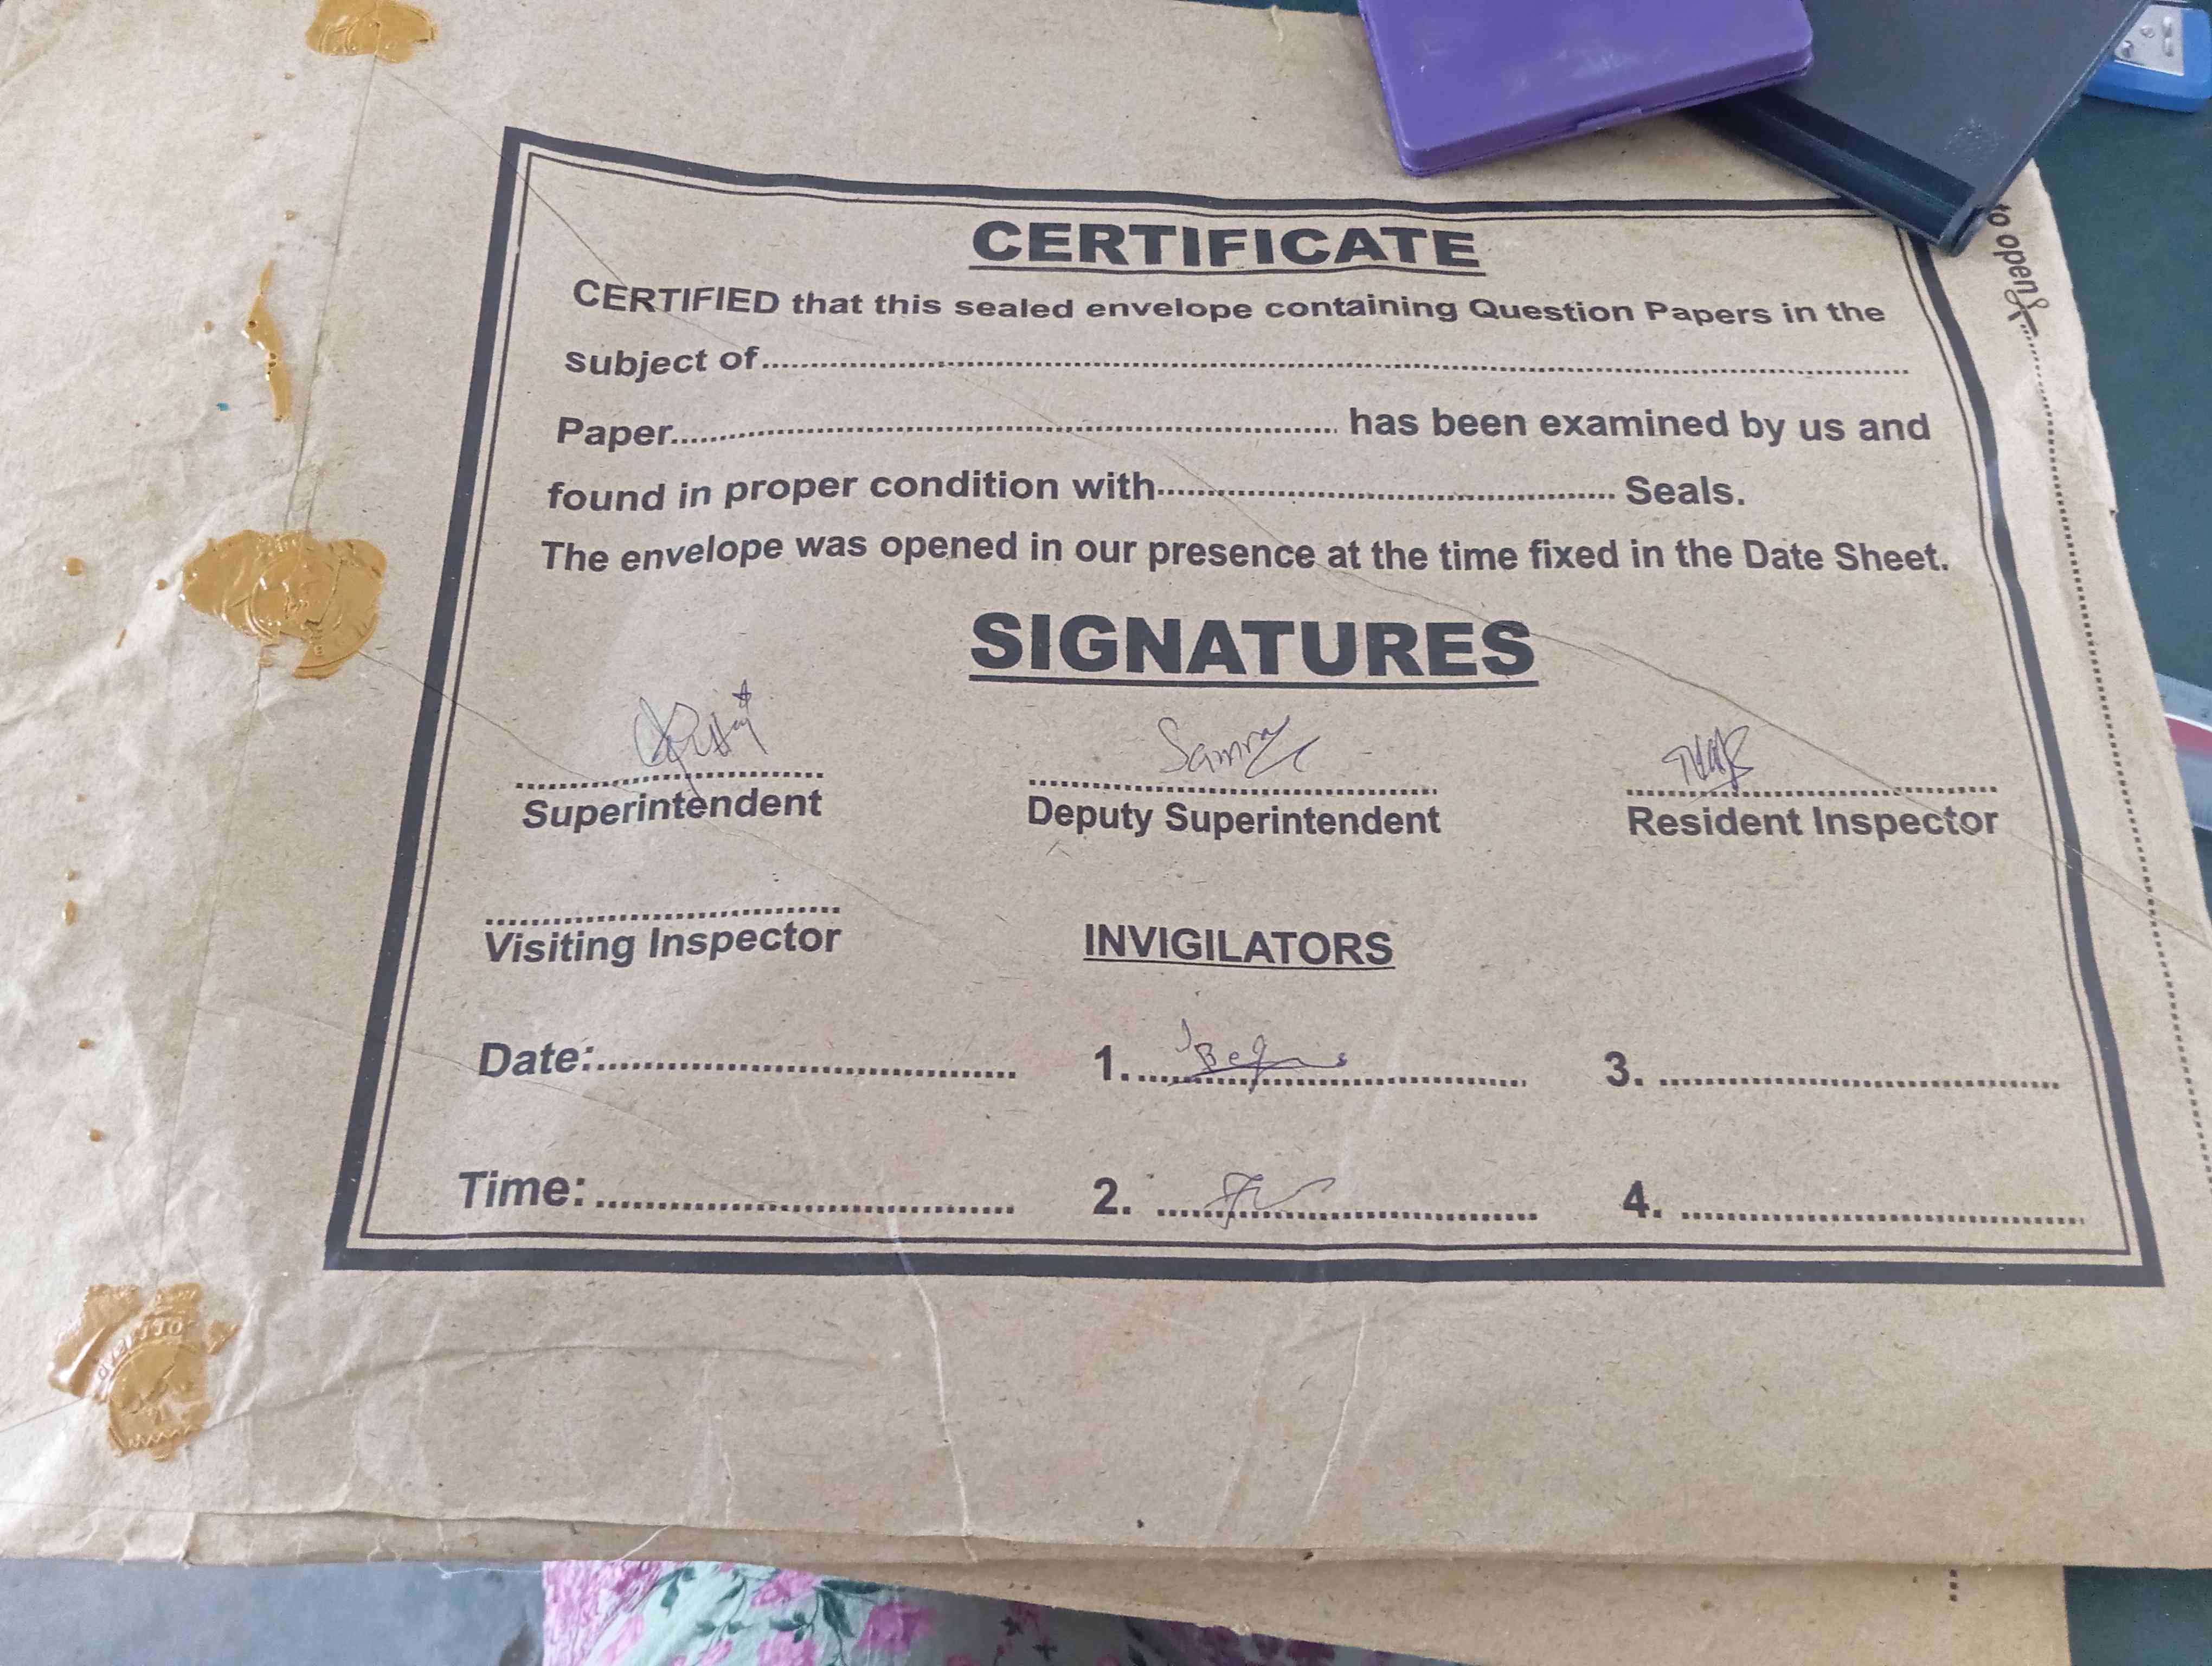 CERTIFICATE
CERTIFIED that this sealed envelope containing Question Papers in the
subject of....................
Paper.................... has been examined by us and
found in proper condition with.................... Seals.
The envelope was opened in our presence at the time fixed in the Date Sheet.
SIGNATURES
Superintendent Deputy Superintendent Resident Inspector
Visiting Inspector INVIGILATORS
Date:.................... 1..................... 3. ....................
Time:.................... 2. .................... 4. ....................
to open